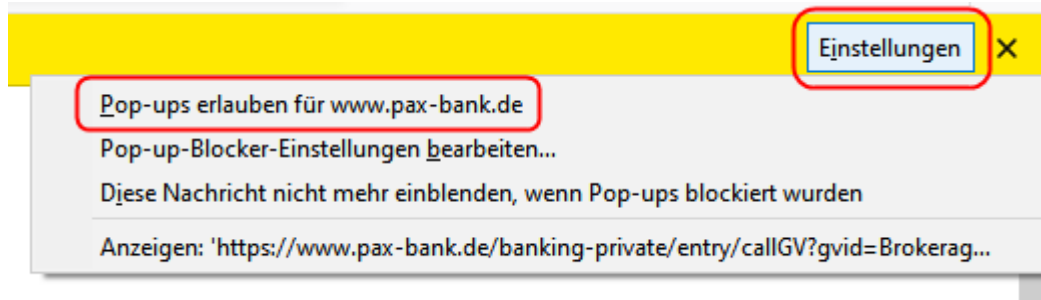 Einstellungen
Pop-ups erlauben für www.pax-bank.de
Pop-up-Blocker-Einstellungen bearbeiten...
Diese Nachricht nicht mehr einblenden, wenn Pop-ups blockiert wurden
Anzeigen: 'https://www.pax-bank.de/banking-private/entry/callGV?gvid=Brokerag...